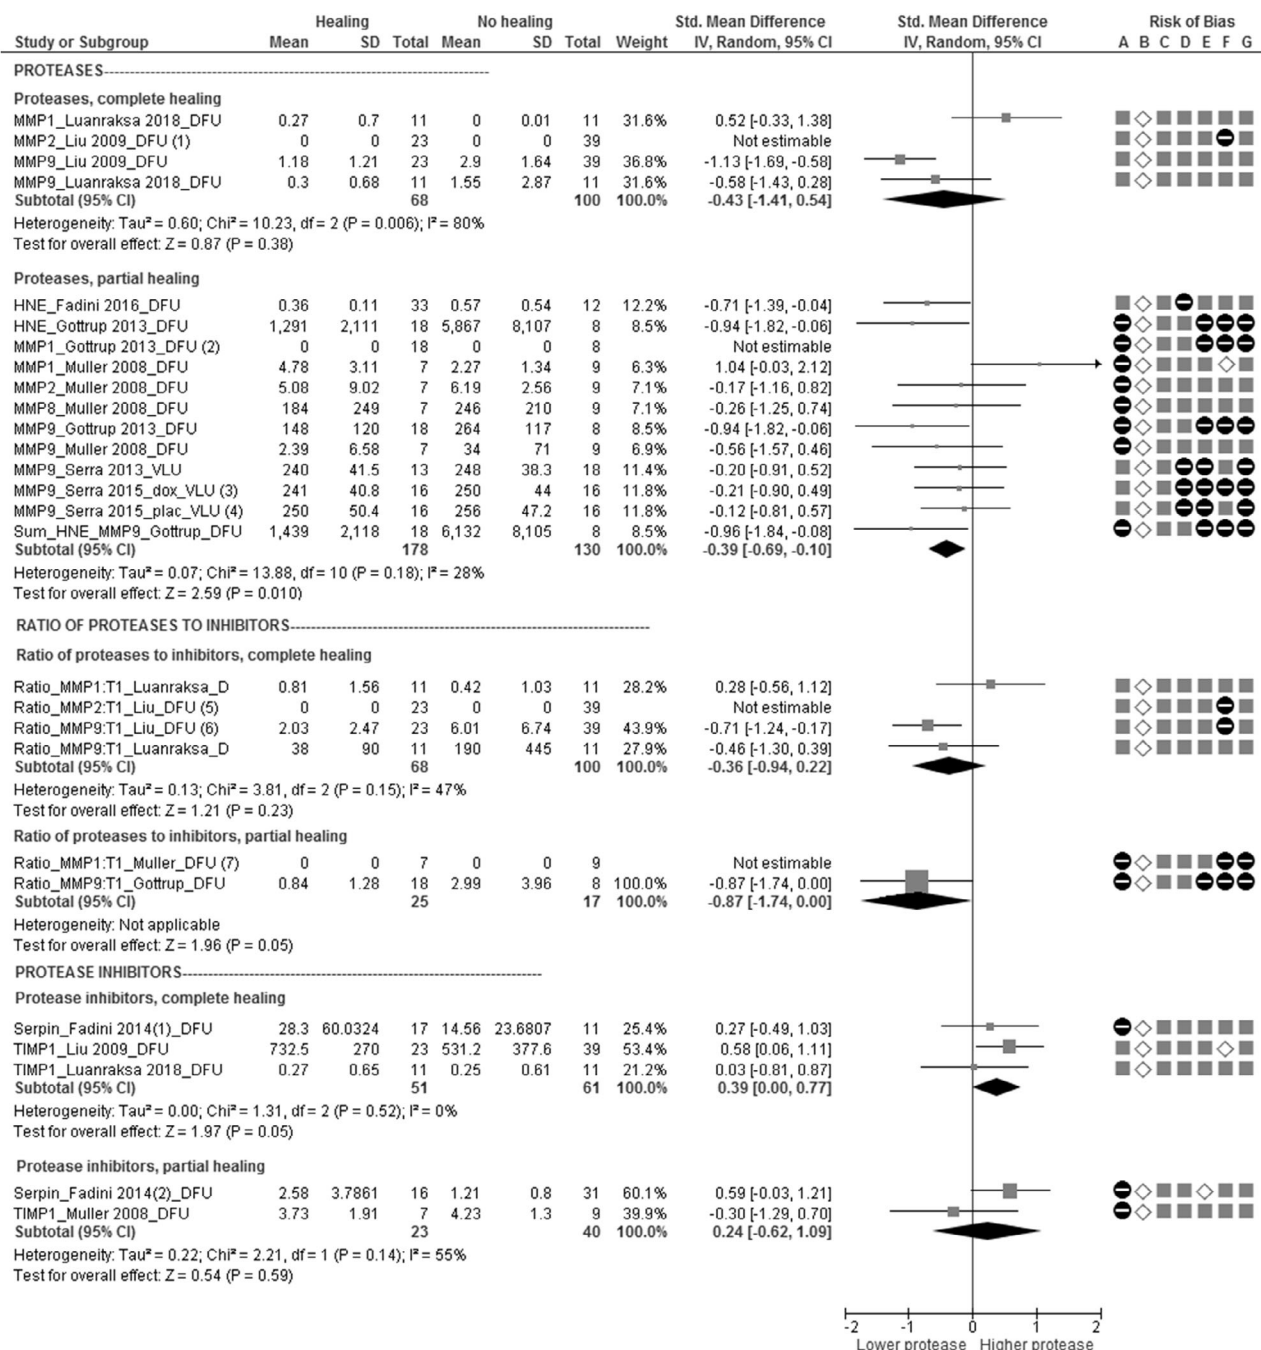 Healing No healing Std. Mean Difference Std. Mean Difference Risk of Bias
Study or Subgroup Mean SD Total Mean SD Total Weight IV, Random, 95% CI IV, Random, 95% CI A B C D E F G
PROTEASES
Proteases, complete healing
MMP1_Luanraksa 2018_DFU 0.27 0.7 11 0 0.01 11 31.6% 0.52 [-0.33, 1.38]
MMP2_Liu 2009_DFU (1) 0 0 23 0 0 39 Not estimable
MMP9_Liu 2009_DFU 1.18 1.21 23 2.9 1.64 39 36.8% -1.13 [-1.69, -0.58]
MMP9_Luanraksa 2018_DFU 0.3 0.68 11 1.55 2.87 11 31.6% -0.58 [-1.43, 0.28]
Subtotal (95% CI) 68 100 100.0% -0.43 [-1.41, 0.54]
Heterogeneity: Tau² = 0.60; Chi² = 10.23, df = 2 (P = 0.006); I² = 80%
Test for overall effect: Z = 0.87 (P = 0.38)
Proteases, partial healing
HNE_Fadini 2016_DFU 0.36 0.11 33 0.57 0.54 12 12.2% -0.71 [-1.39, -0.04]
HNE_Gottrup 2013_DFU 1,291 2,111 18 5,867 8,107 8 8.5% -0.94 [-1.82, -0.06]
MMP1_Gottrup 2013_DFU (2) 0 0 18 0 0 8 Not estimable
MMP1_Muller 2008_DFU 4.78 3.11 7 2.27 1.34 9 6.3% 1.04 [-0.03, 2.12]
MMP2_Muller 2008_DFU 5.08 9.02 7 6.19 2.56 9 7.1% -0.17 [-1.16, 0.82]
MMP8_Muller 2008_DFU 184 249 7 246 210 9 7.1% -0.26 [-1.25, 0.74]
MMP9_Gottrup 2013_DFU 148 120 18 264 117 8 8.5% -0.94 [-1.82, -0.06]
MMP9_Muller 2008_DFU 2.39 6.58 7 34 71 9 6.9% -0.56 [-1.57, 0.46]
MMP9_Serra 2013_VLU 240 41.5 13 248 38.3 18 11.4% -0.20 [-0.91, 0.52]
MMP9_Serra 2015_dox_VLU (3) 241 40.8 16 250 44 16 11.8% -0.21 [-0.90, 0.49]
MMP9_Serra 2015_plac_VLU (4) 250 50.4 16 256 47.2 16 11.8% -0.12 [-0.81, 0.57]
Sum_HNE_MMP9_Gottrup_DFU 1,439 2,118 18 6,132 8,105 8 8.5% -0.96 [-1.84, -0.08]
Subtotal (95% CI) 178 130 100.0% -0.39 [-0.69, -0.10]
Heterogeneity: Tau² = 0.07; Chi² = 13.88, df = 10 (P = 0.18); I² = 28%
Test for overall effect: Z = 2.59 (P = 0.010)
RATIO OF PROTEASES TO INHIBITORS
Ratio of proteases to inhibitors, complete healing
Ratio_MMP1:T1_Luanraksa_D 0.81 1.56 11 0.42 1.03 11 28.2% 0.28 [-0.56, 1.12]
Ratio_MMP2:T1_Liu_DFU (5) 0 0 23 0 0 39 Not estimable
Ratio_MMP9:T1_Liu_DFU (6) 2.03 2.47 23 6.01 6.74 39 43.9% -0.71 [-1.24, -0.17]
Ratio_MMP9:T1_Luanraksa_D 38 90 11 190 445 11 27.9% -0.46 [-1.30, 0.39]
Subtotal (95% CI) 68 100 100.0% -0.36 [-0.94, 0.22]
Heterogeneity: Tau² = 0.13; Chi² = 3.81, df = 2 (P = 0.15); I² = 47%
Test for overall effect: Z = 1.21 (P = 0.23)
Ratio of proteases to inhibitors, partial healing
Ratio_MMP1:T1_Muller_DFU (7) 0 0 7 0 0 9 Not estimable
Ratio_MMP9:T1_Gottrup_DFU 0.84 1.28 18 2.99 3.96 8 100.0% -0.87 [-1.74, 0.00]
Subtotal (95% CI) 25 17 100.0% -0.87 [-1.74, 0.00]
Heterogeneity: Not applicable
Test for overall effect: Z = 1.96 (P = 0.05)
PROTEASE INHIBITORS
Protease inhibitors, complete healing
Serpin_Fadini 2014(1)_DFU 28.3 60.0324 17 14.56 23.6807 11 25.4% 0.27 [-0.49, 1.03]
TIMP1_Liu 2009_DFU 732.5 270 23 531.2 377.6 39 53.4% 0.58 [0.06, 1.11]
TIMP1_Luanraksa 2018_DFU 0.27 0.65 11 0.25 0.61 11 21.2% 0.03 [-0.81, 0.87]
Subtotal (95% CI) 51 61 100.0% 0.39 [0.00, 0.77]
Heterogeneity: Tau² = 0.00; Chi² = 1.31, df = 2 (P = 0.52); I² = 0%
Test for overall effect: Z = 1.97 (P = 0.05)
Protease inhibitors, partial healing
Serpin_Fadini 2014(2)_DFU 2.58 3.7861 16 1.21 0.8 31 60.1% 0.59 [-0.03, 1.21]
TIMP1_Muller 2008_DFU 3.73 1.91 7 4.23 1.3 9 39.9% -0.30 [-1.29, 0.70]
Subtotal (95% CI) 23 40 100.0% 0.24 [-0.62, 1.09]
Heterogeneity: Tau² = 0.22; Chi² = 2.21, df = 1 (P = 0.14); I² = 55%
Test for overall effect: Z = 0.54 (P = 0.59)
-2 -1 0 1 2
Lower protease Higher protease